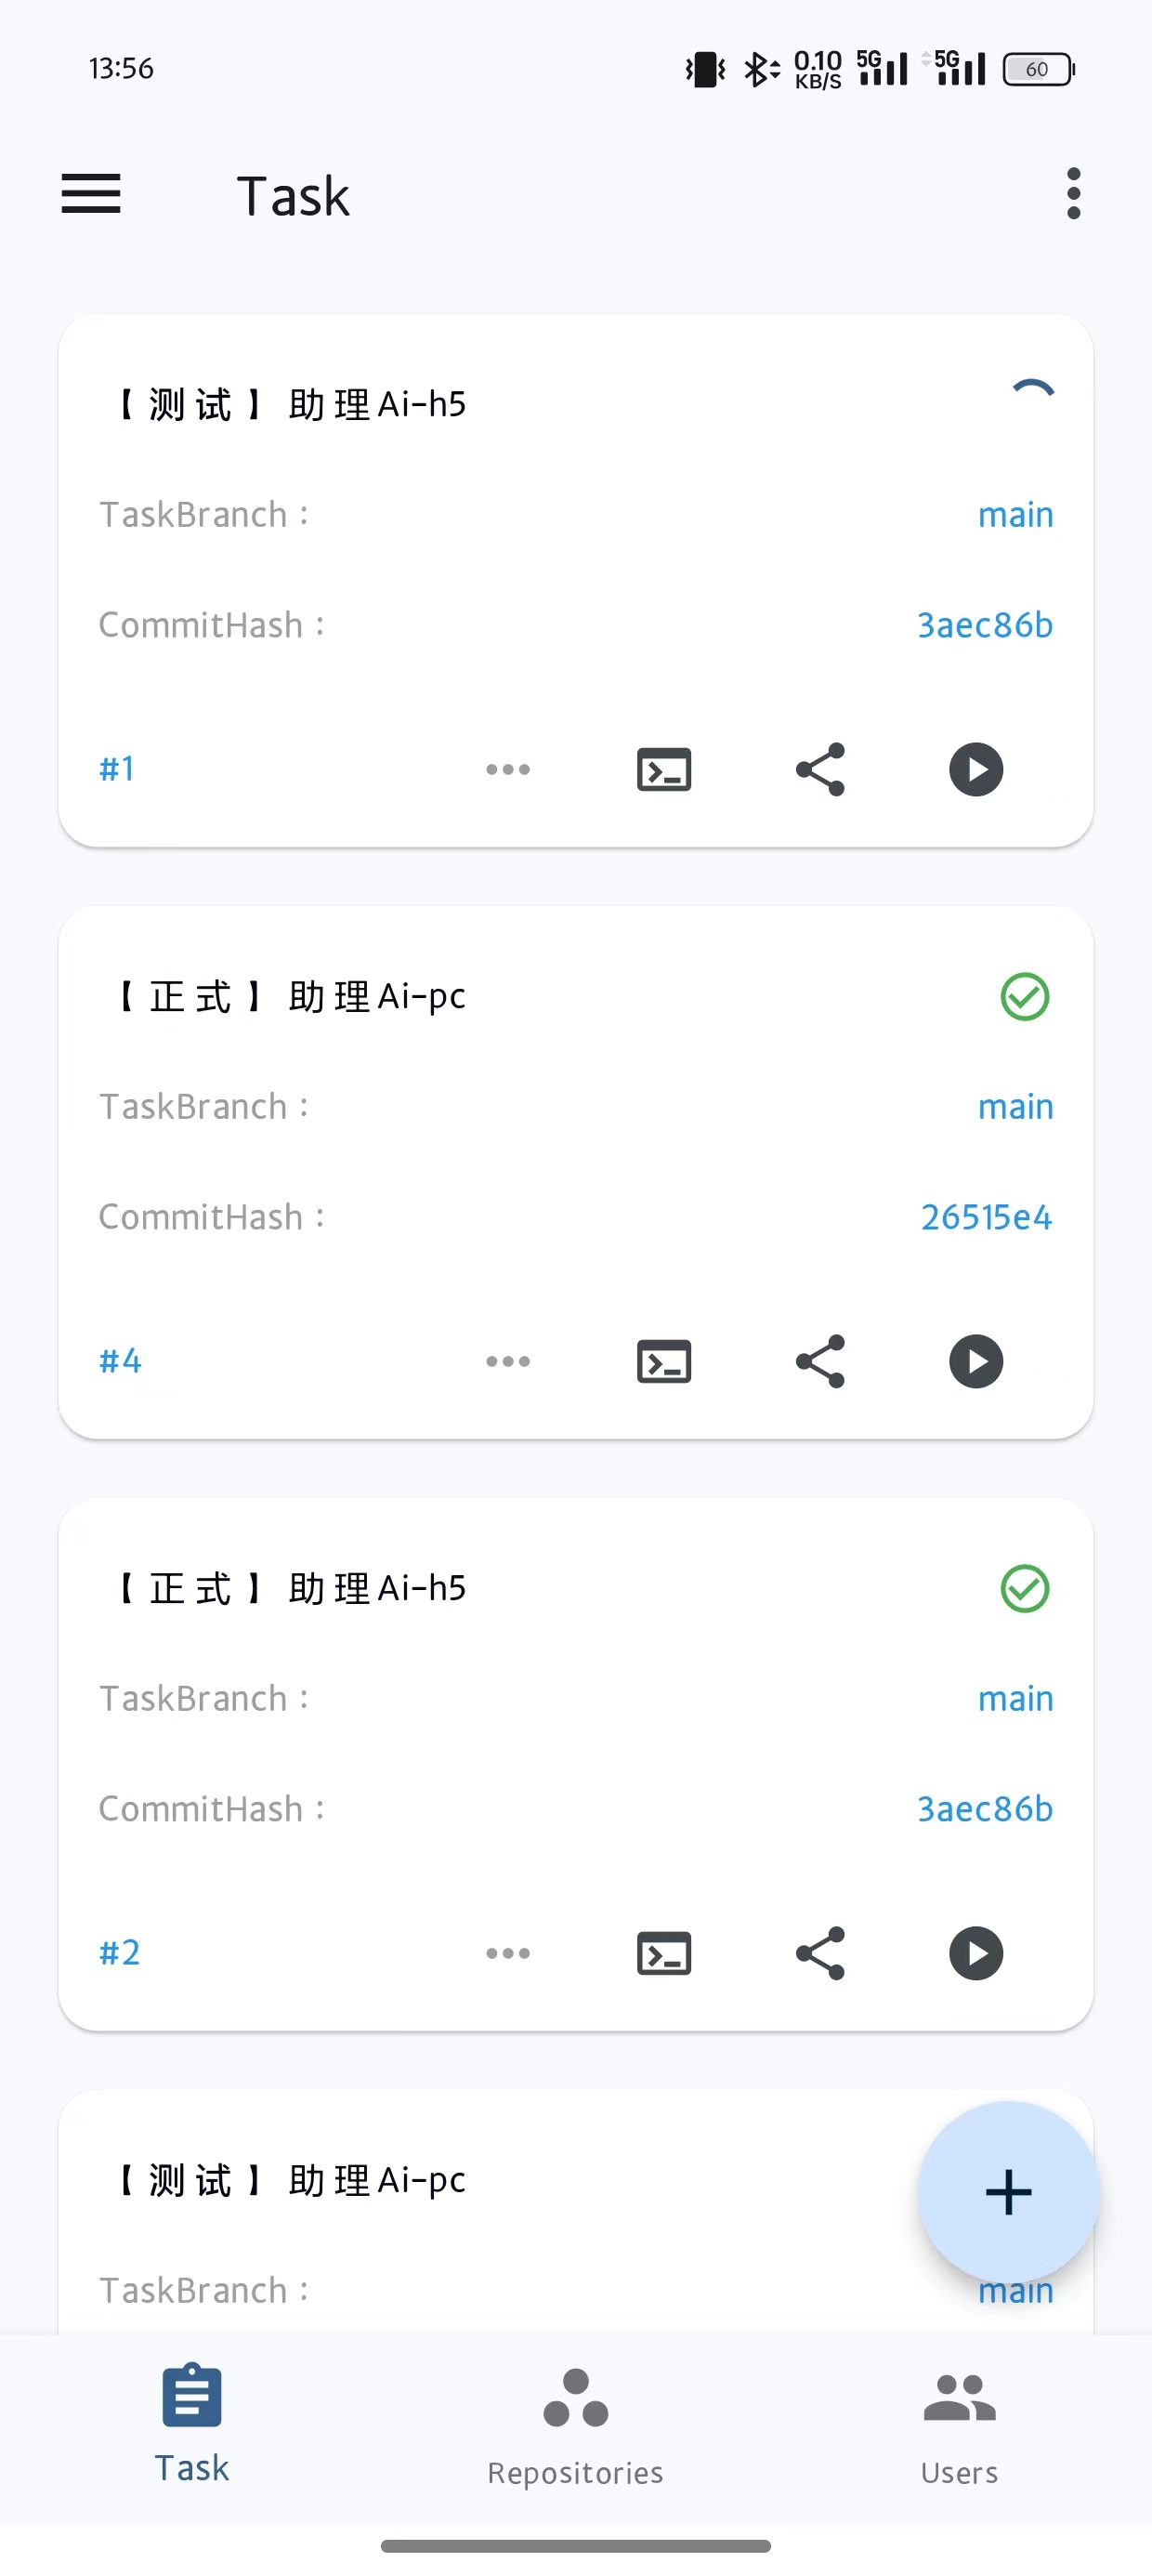 13:56
0.10
KB/S
5G
5G
60
Task
【测试】助理Ai-h5
TaskBranch：
main
CommitHash：
3aec86b
#1
【正式】助理Ai-pc
TaskBranch：
main
CommitHash：
26515e4
#4
【正式】助理Ai-h5
TaskBranch：
main
CommitHash：
3aec86b
#2
【测试】助理Ai-pc
TaskBranch：
main
Task
Repositories
Users